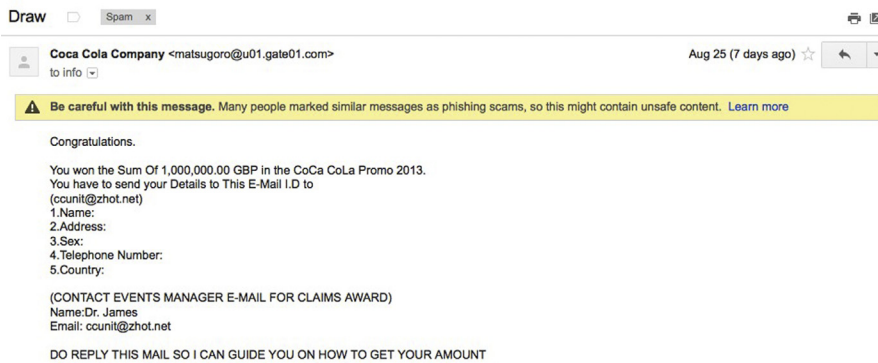 Draw Spam x
Coca Cola Company <matsugoro@u01.gate01.com> Aug 25 (7 days ago)
to info
Be careful with this message. Many people marked similar messages as phishing scams, so this might contain unsafe content. Learn more
Congratulations.
You won the Sum Of 1,000,000.00 GBP in the CoCa CoLa Promo 2013.
You have to send your Details to This E-Mail I.D to
(ccunit@zhot.net)
1.Name:
2.Address:
3.Sex:
4.Telephone Number:
5.Country:
(CONTACT EVENTS MANAGER E-MAIL FOR CLAIMS AWARD)
Name:Dr. James
Email: ccunit@zhot.net
DO REPLY THIS MAIL SO I CAN GUIDE YOU ON HOW TO GET YOUR AMOUNT